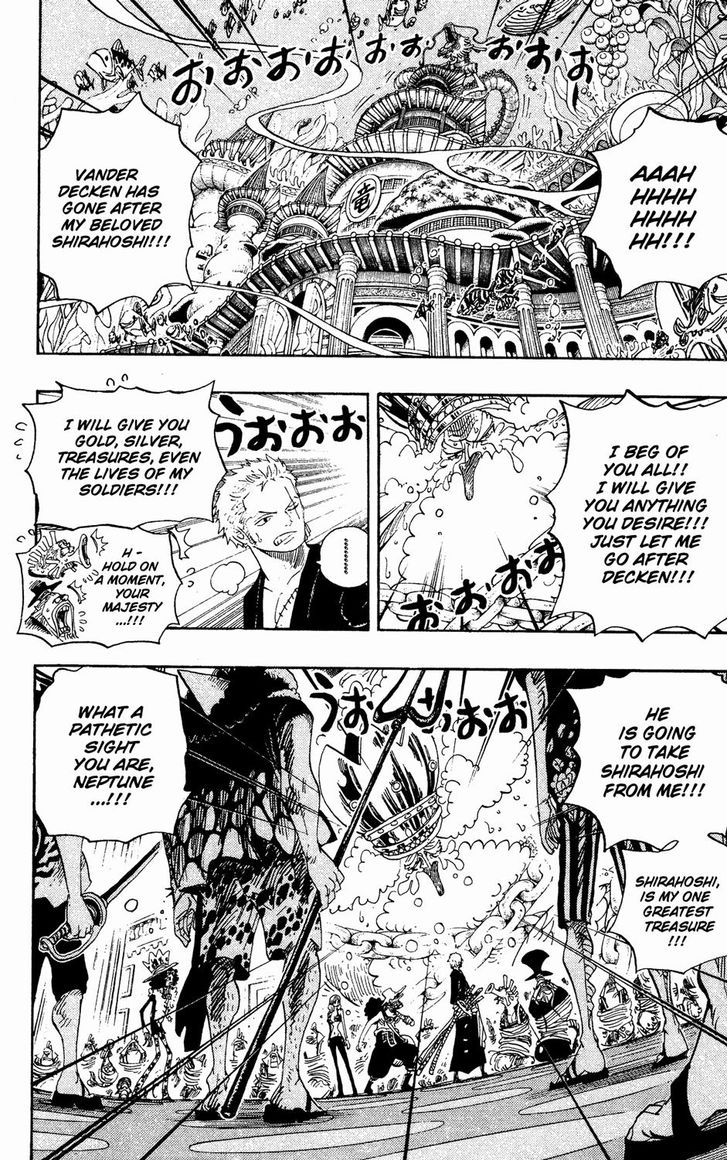 おおおおおおおお
AAAH
HHHH
HHHH
HH!!!
VANDER
DECKEN HAS
GONE AFTER
MY BELOVED
SHIRAHOSHI!!!
竜
I BEG OF
YOU ALL!!
I WILL GIVE
YOU ANYTHING
YOU DESIRE!!!
JUST LET ME
GO AFTER
DECKEN!!!
おおおお
うおおお
I WILL GIVE YOU
GOLD, SILVER,
TREASURES, EVEN
THE LIVES OF MY
SOLDIERS!!!
H-
HOLD ON
A MOMENT,
YOUR
MAJESTY
...!!!
..........
HE
IS GOING
TO TAKE
SHIRAHOSHI
FROM ME!!!
SHIRAHOSHI,
IS MY ONE
GREATEST
TREASURE
!!!
うおおおおお
WHAT A
PATHETIC
SIGHT
YOU ARE,
NEPTUNE
...!!!